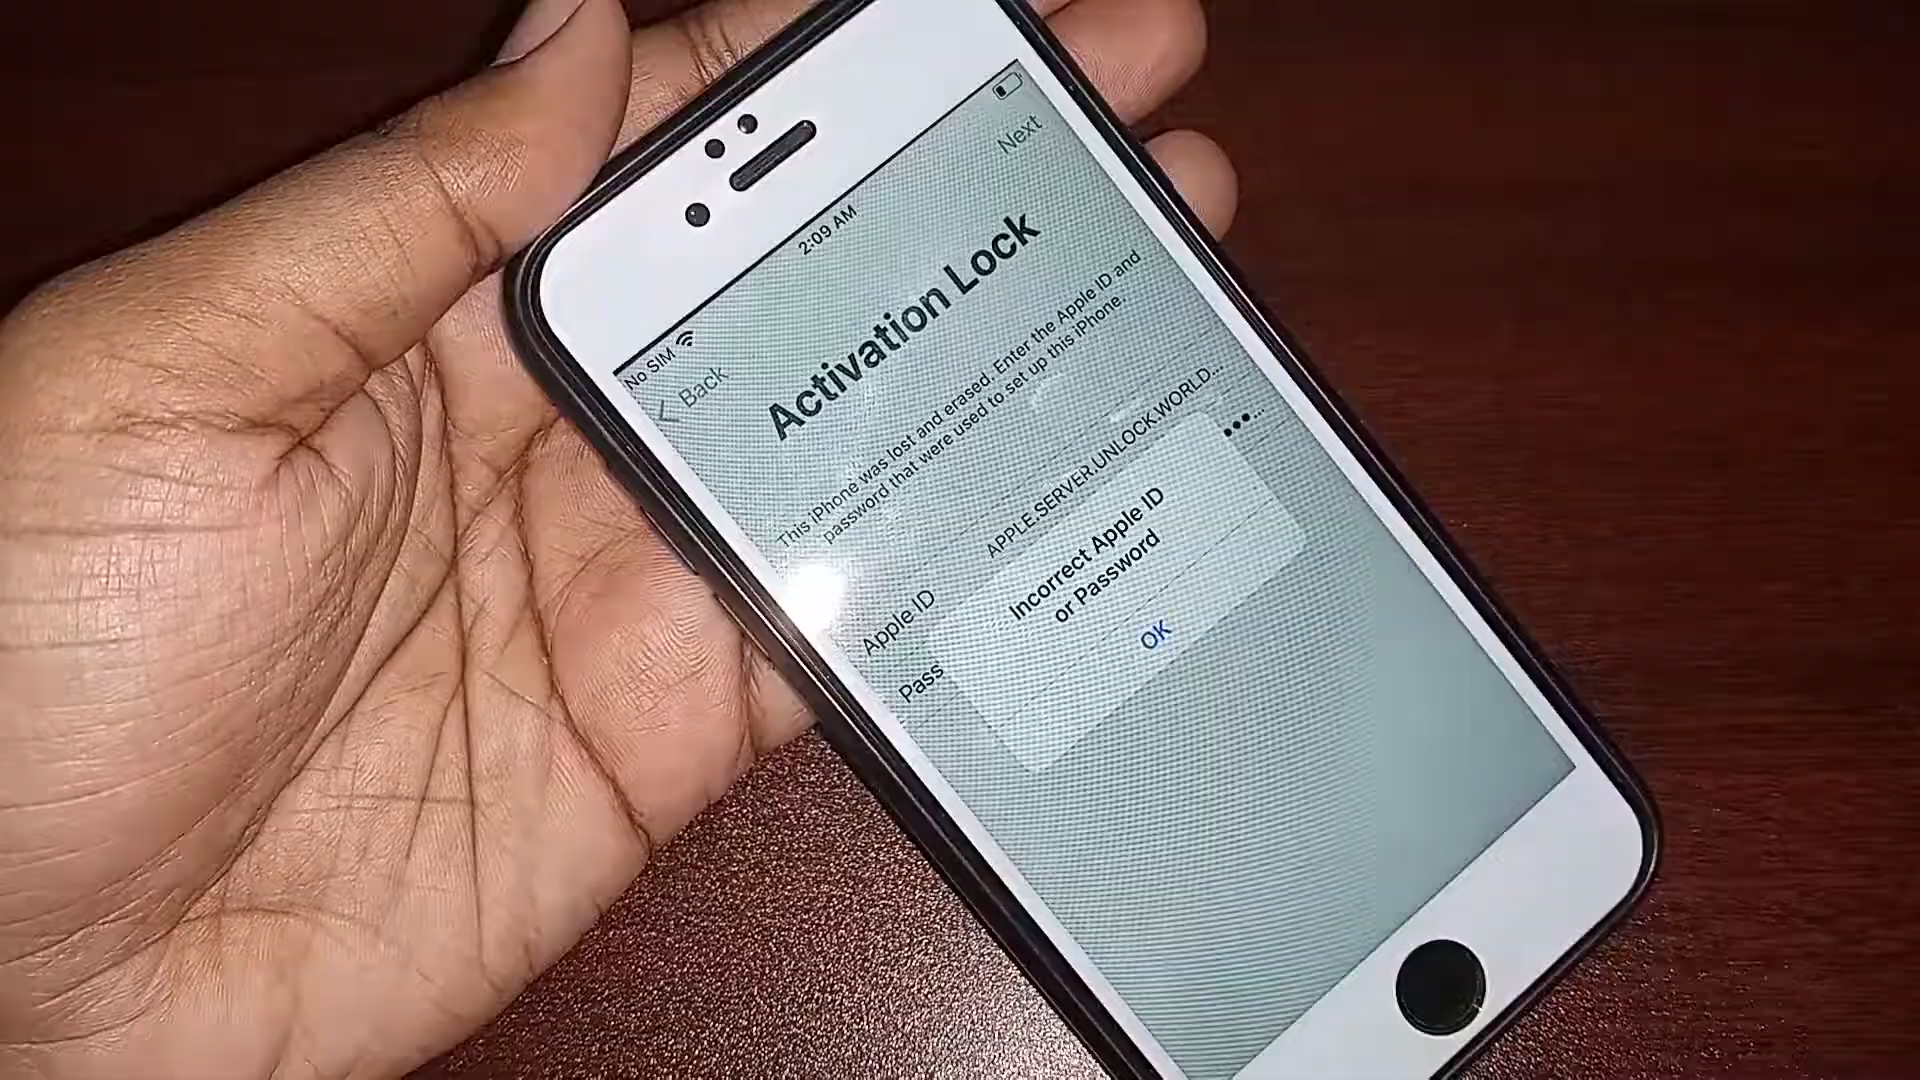 No SIM 2:09 AM
Back Next
Activation Lock
This iPhone was lost and erased. Enter the Apple ID and
password that were used to set up this iPhone.
Apple ID APPLE.SERVER.UNLOCK.WORLD...
Pass ●●●...
Incorrect Apple ID
or Password
OK